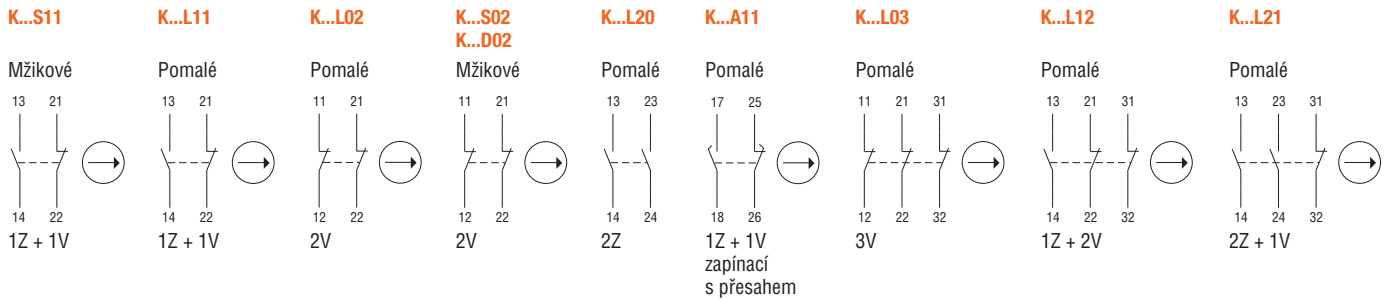 K...S11 K...L11 K...L02 K...S02 K...L20 K...A11 K...L03 K...L12 K...L21
K...D02
Mžikové Pomalé Pomalé Mžikové Pomalé Pomalé Pomalé Pomalé Pomalé
13 21 13 21 11 21 11 21 13 23 17 25 11 21 31 13 21 31 13 23 31
14 22 14 22 12 22 12 22 14 24 18 26 12 22 32 14 22 32 14 24 32
1Z + 1V 1Z + 1V 2V 2V 2Z 1Z + 1V 3V 1Z + 2V 2Z + 1V
zapínací
s přesahem